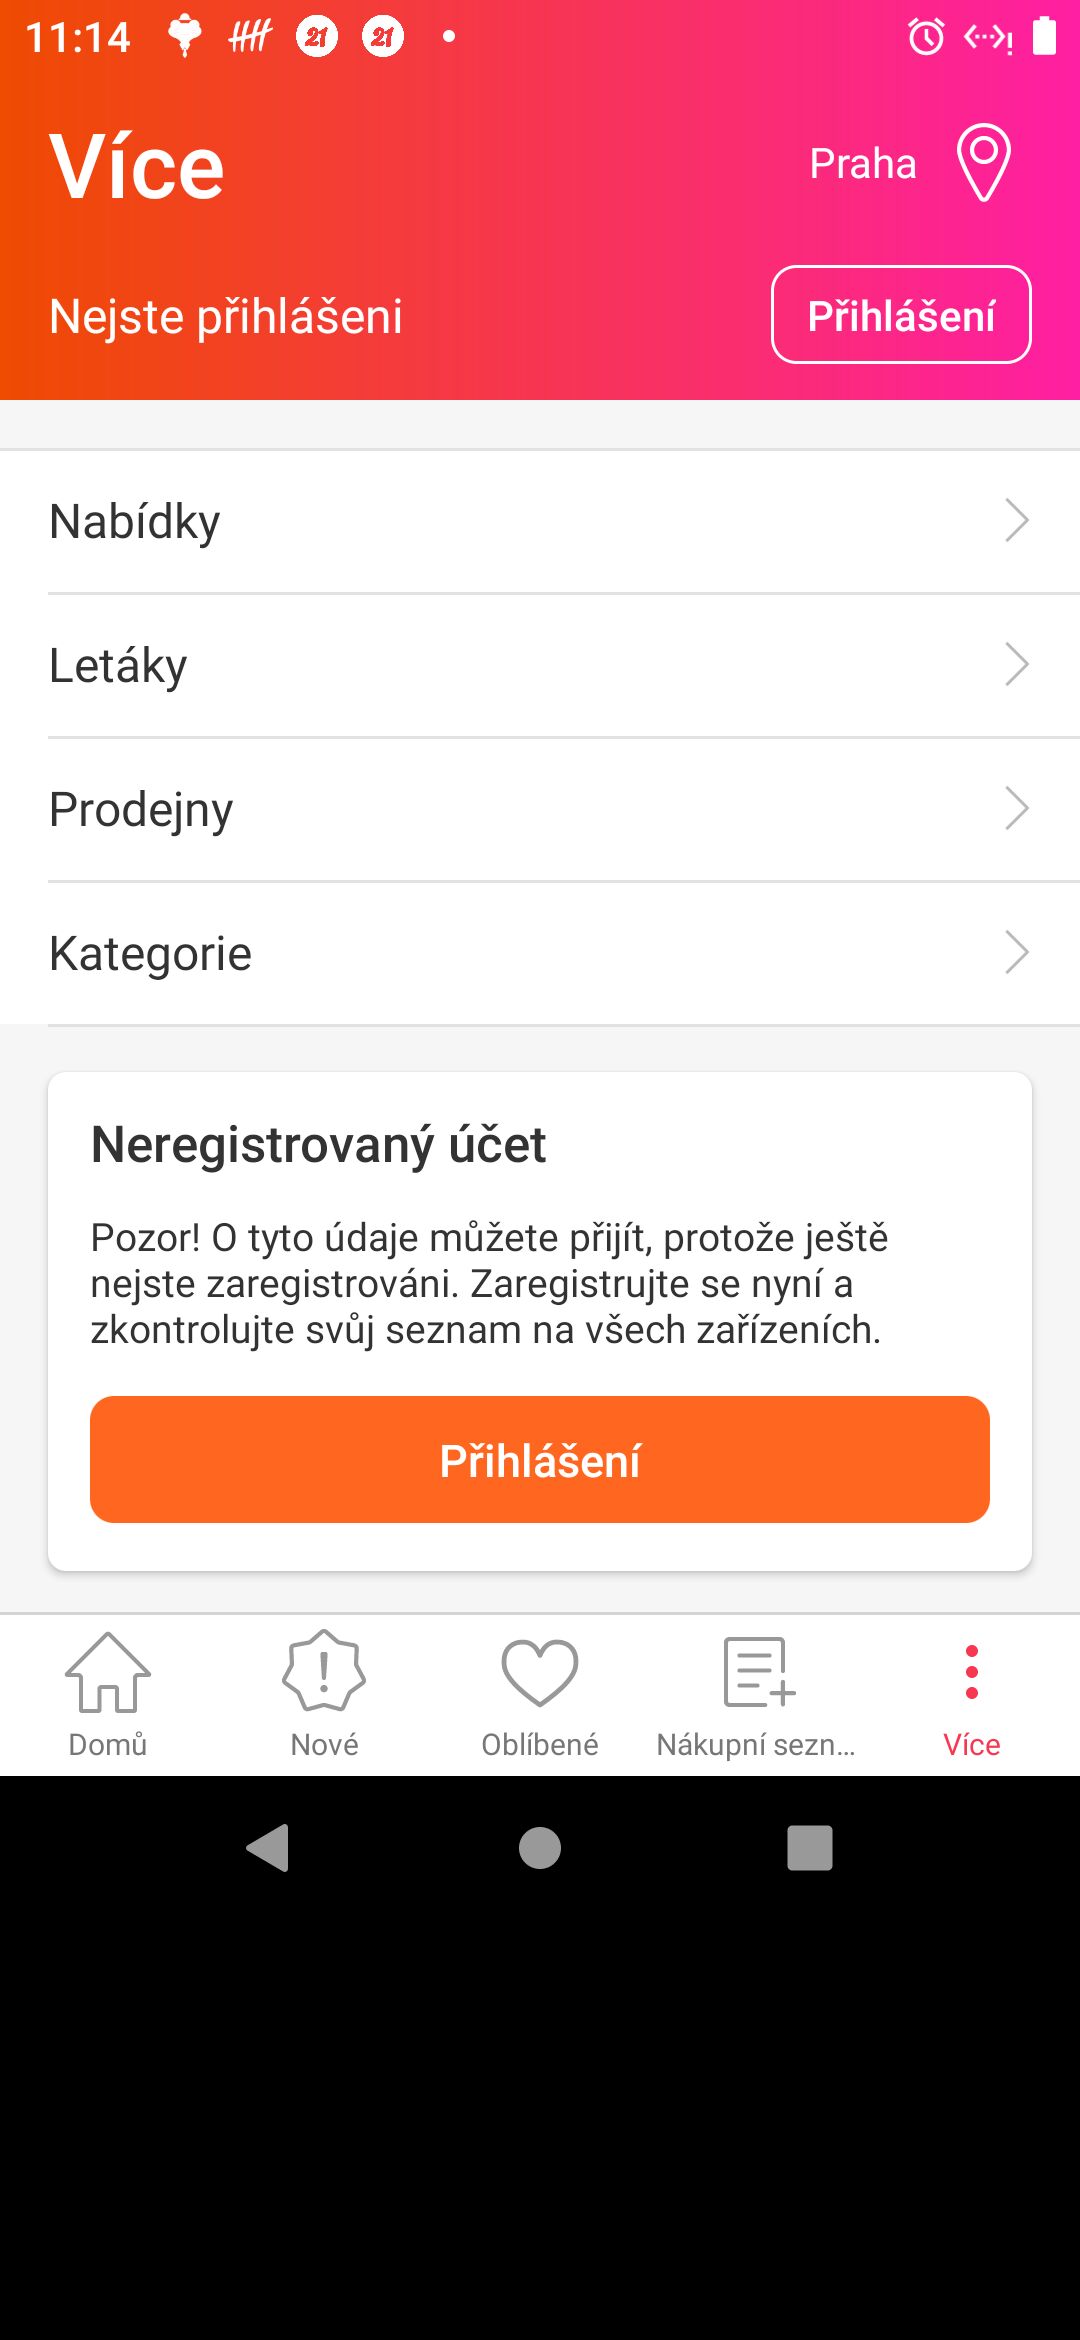 11:14
21 21
Více
Praha
Nejste přihlášeni
Přihlášení
Nabídky
Letáky
Prodejny
Kategorie
Neregistrovaný účet
Pozor! O tyto údaje můžete přijít, protože ještě
nejste zaregistrováni. Zaregistrujte se nyní a
zkontrolujte svůj seznam na všech zařízeních.
Přihlášení
Domů
Nové
Oblíbené
Nákupní sezn...
Více